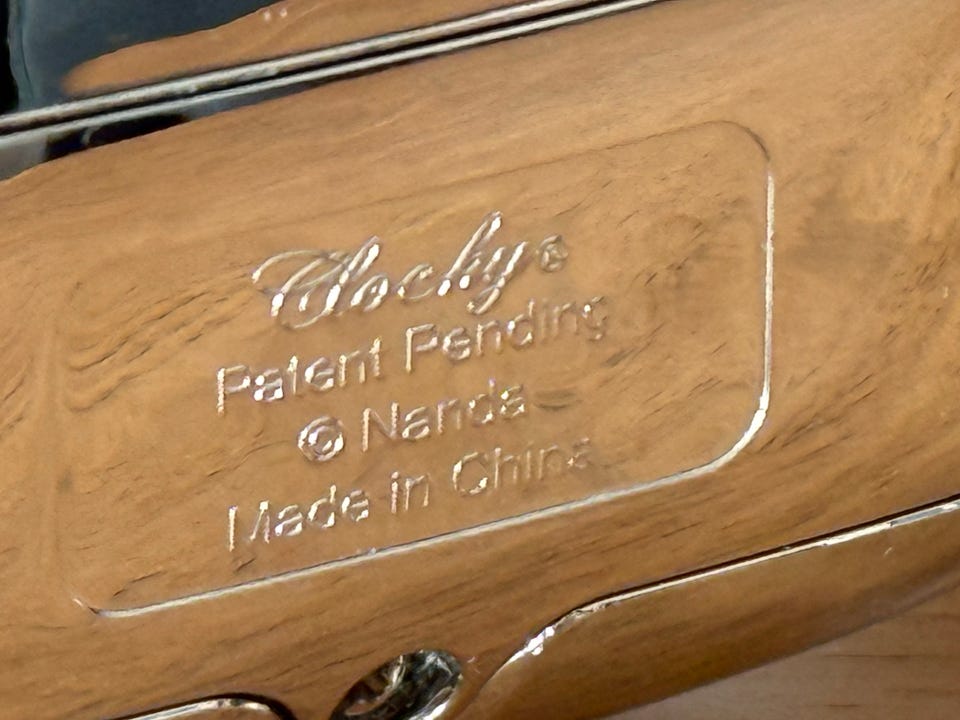 Clocky®
Patent Pending
© Nanda
Made in China